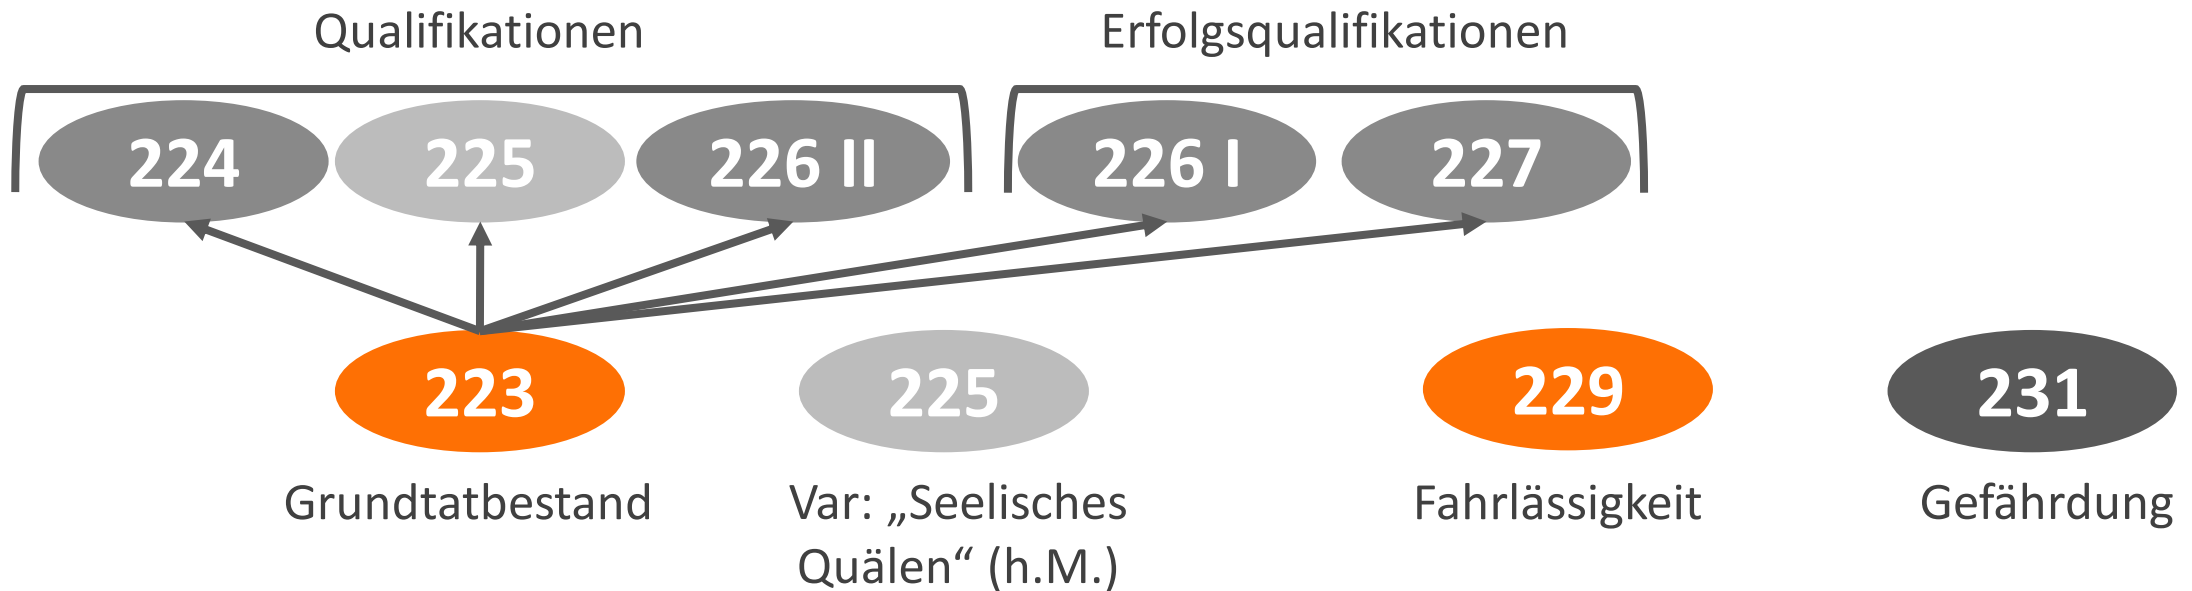 Qualifikationen
Erfolgsqualifikationen
224
225
226 II
226 I
227
223
225
229
231
Grundtatbestand
Var: „Seelisches
Quälen“ (h.M.)
Fahrlässigkeit
Gefährdung